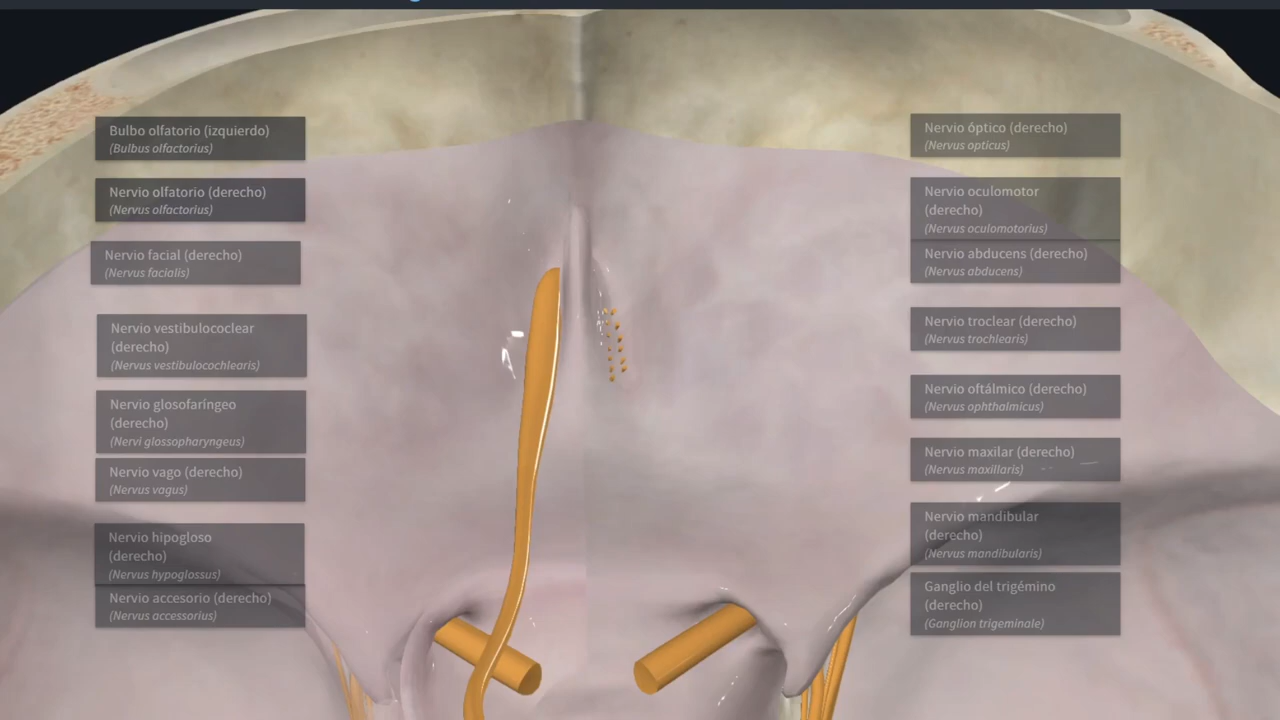 Bulbo olfatorio (izquierdo)
(Bulbus olfactorius)
Nervio olfatorio (derecho)
(Nervus olfactorius)
Nervio facial (derecho)
(Nervus facialis)
Nervio vestibulococlear
(derecho)
(Nervus vestibulocochlearis)
Nervio glosofaríngeo
(derecho)
(Nervi glossopharyngeus)
Nervio vago (derecho)
(Nervus vagus)
Nervio hipogloso
(derecho)
(Nervus hypoglossus)
Nervio accesorio (derecho)
(Nervus accessorius)
Nervio óptico (derecho)
(Nervus opticus)
Nervio oculomotor
(derecho)
(Nervus oculomotorius)
Nervio abducens (derecho)
(Nervus abducens)
Nervio troclear (derecho)
(Nervus trochlearis)
Nervio oftálmico (derecho)
(Nervus ophthalmicus)
Nervio maxilar (derecho)
(Nervus maxillaris)
Nervio mandibular
(derecho)
(Nervus mandibularis)
Ganglio del trigémino
(derecho)
(Ganglion trigeminale)